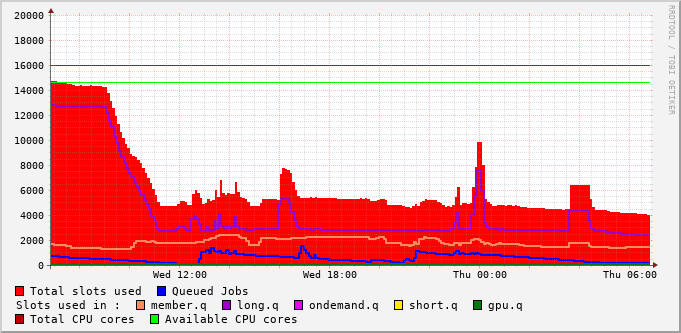 RRDTOOL / TOBI OETIKER
20000
18000
16000
14000
12000
10000
8000
6000
4000
2000
0
Wed 12:00 Wed 18:00 Thu 00:00 Thu 06:00
Total slots used Queued Jobs
Slots used in : member.q long.q ondemand.q short.q gpu.q
Total CPU cores Available CPU cores